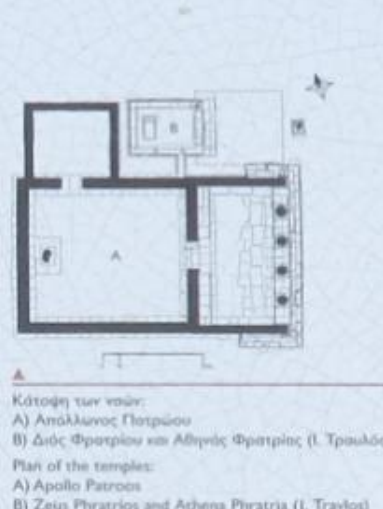 B
A
A
Κάτοψη των ναών:
Α) Απόλλωνος Πατρώου
Β) Διός Φρατρίου και Αθηνάς Φρατρίας (Ι. Τραυλός
Plan of the temples:
A) Apollo Patroos
B) Zeus Phratrios and Athena Phratria (I. Travlos)